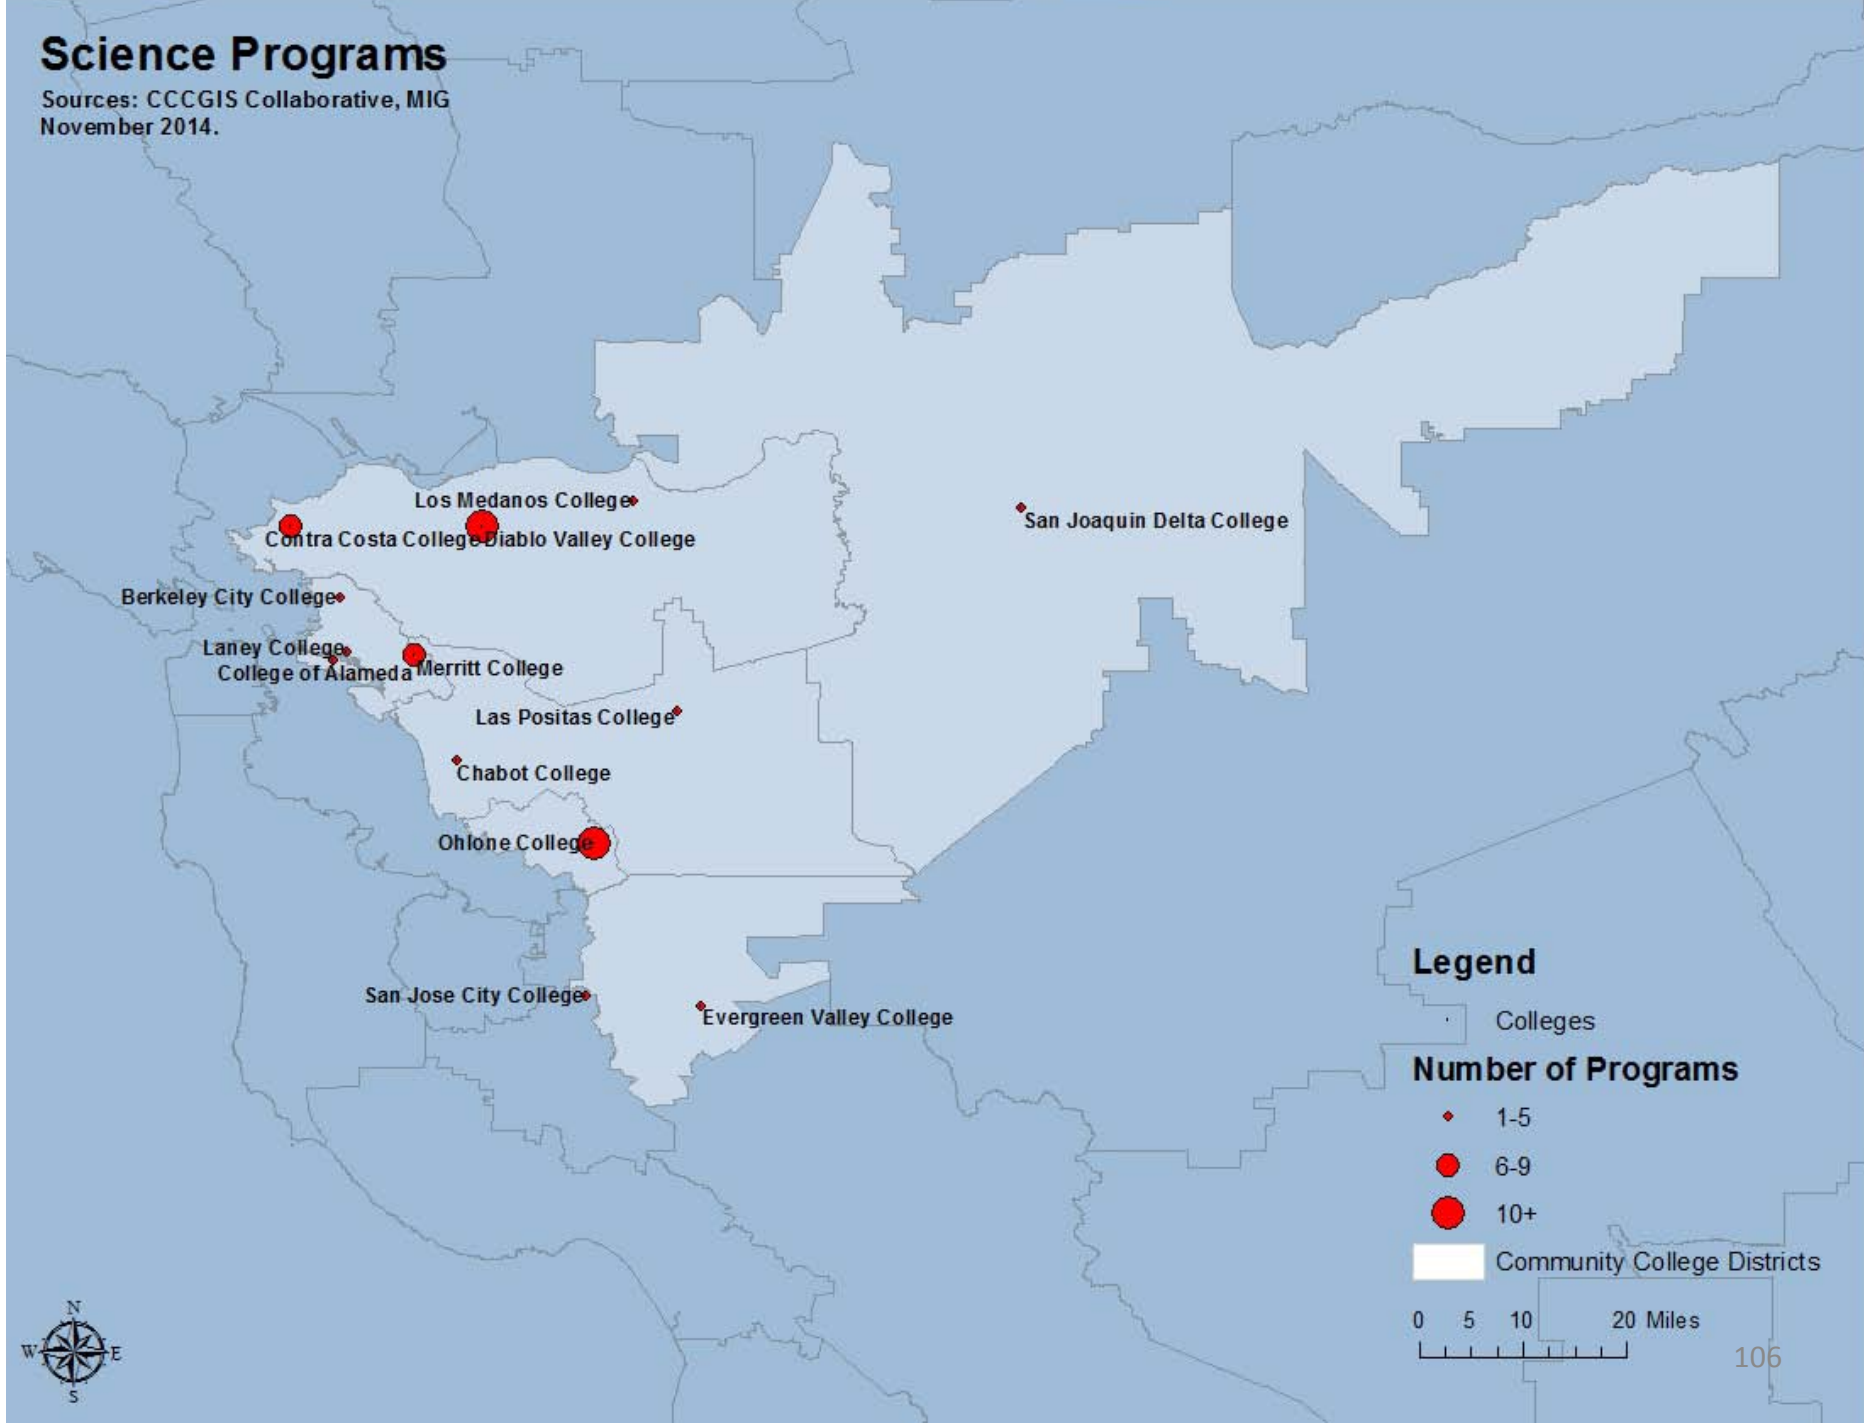 Science Programs
Sources: CCCGIS Collaborative, MIG
November 2014.
Los Medanos College
San Joaquin Delta College
Contra Costa College Diablo Valley College
Berkeley City College
Laney College
College of Alameda
Merritt College
Las Positas College
Chabot College
Ohlone College
San Jose City College
Evergreen Valley College
Legend
Colleges
Number of Programs
1-5
6-9
10+
Community College Districts
0 5 10 20 Miles
106
N
W E
S